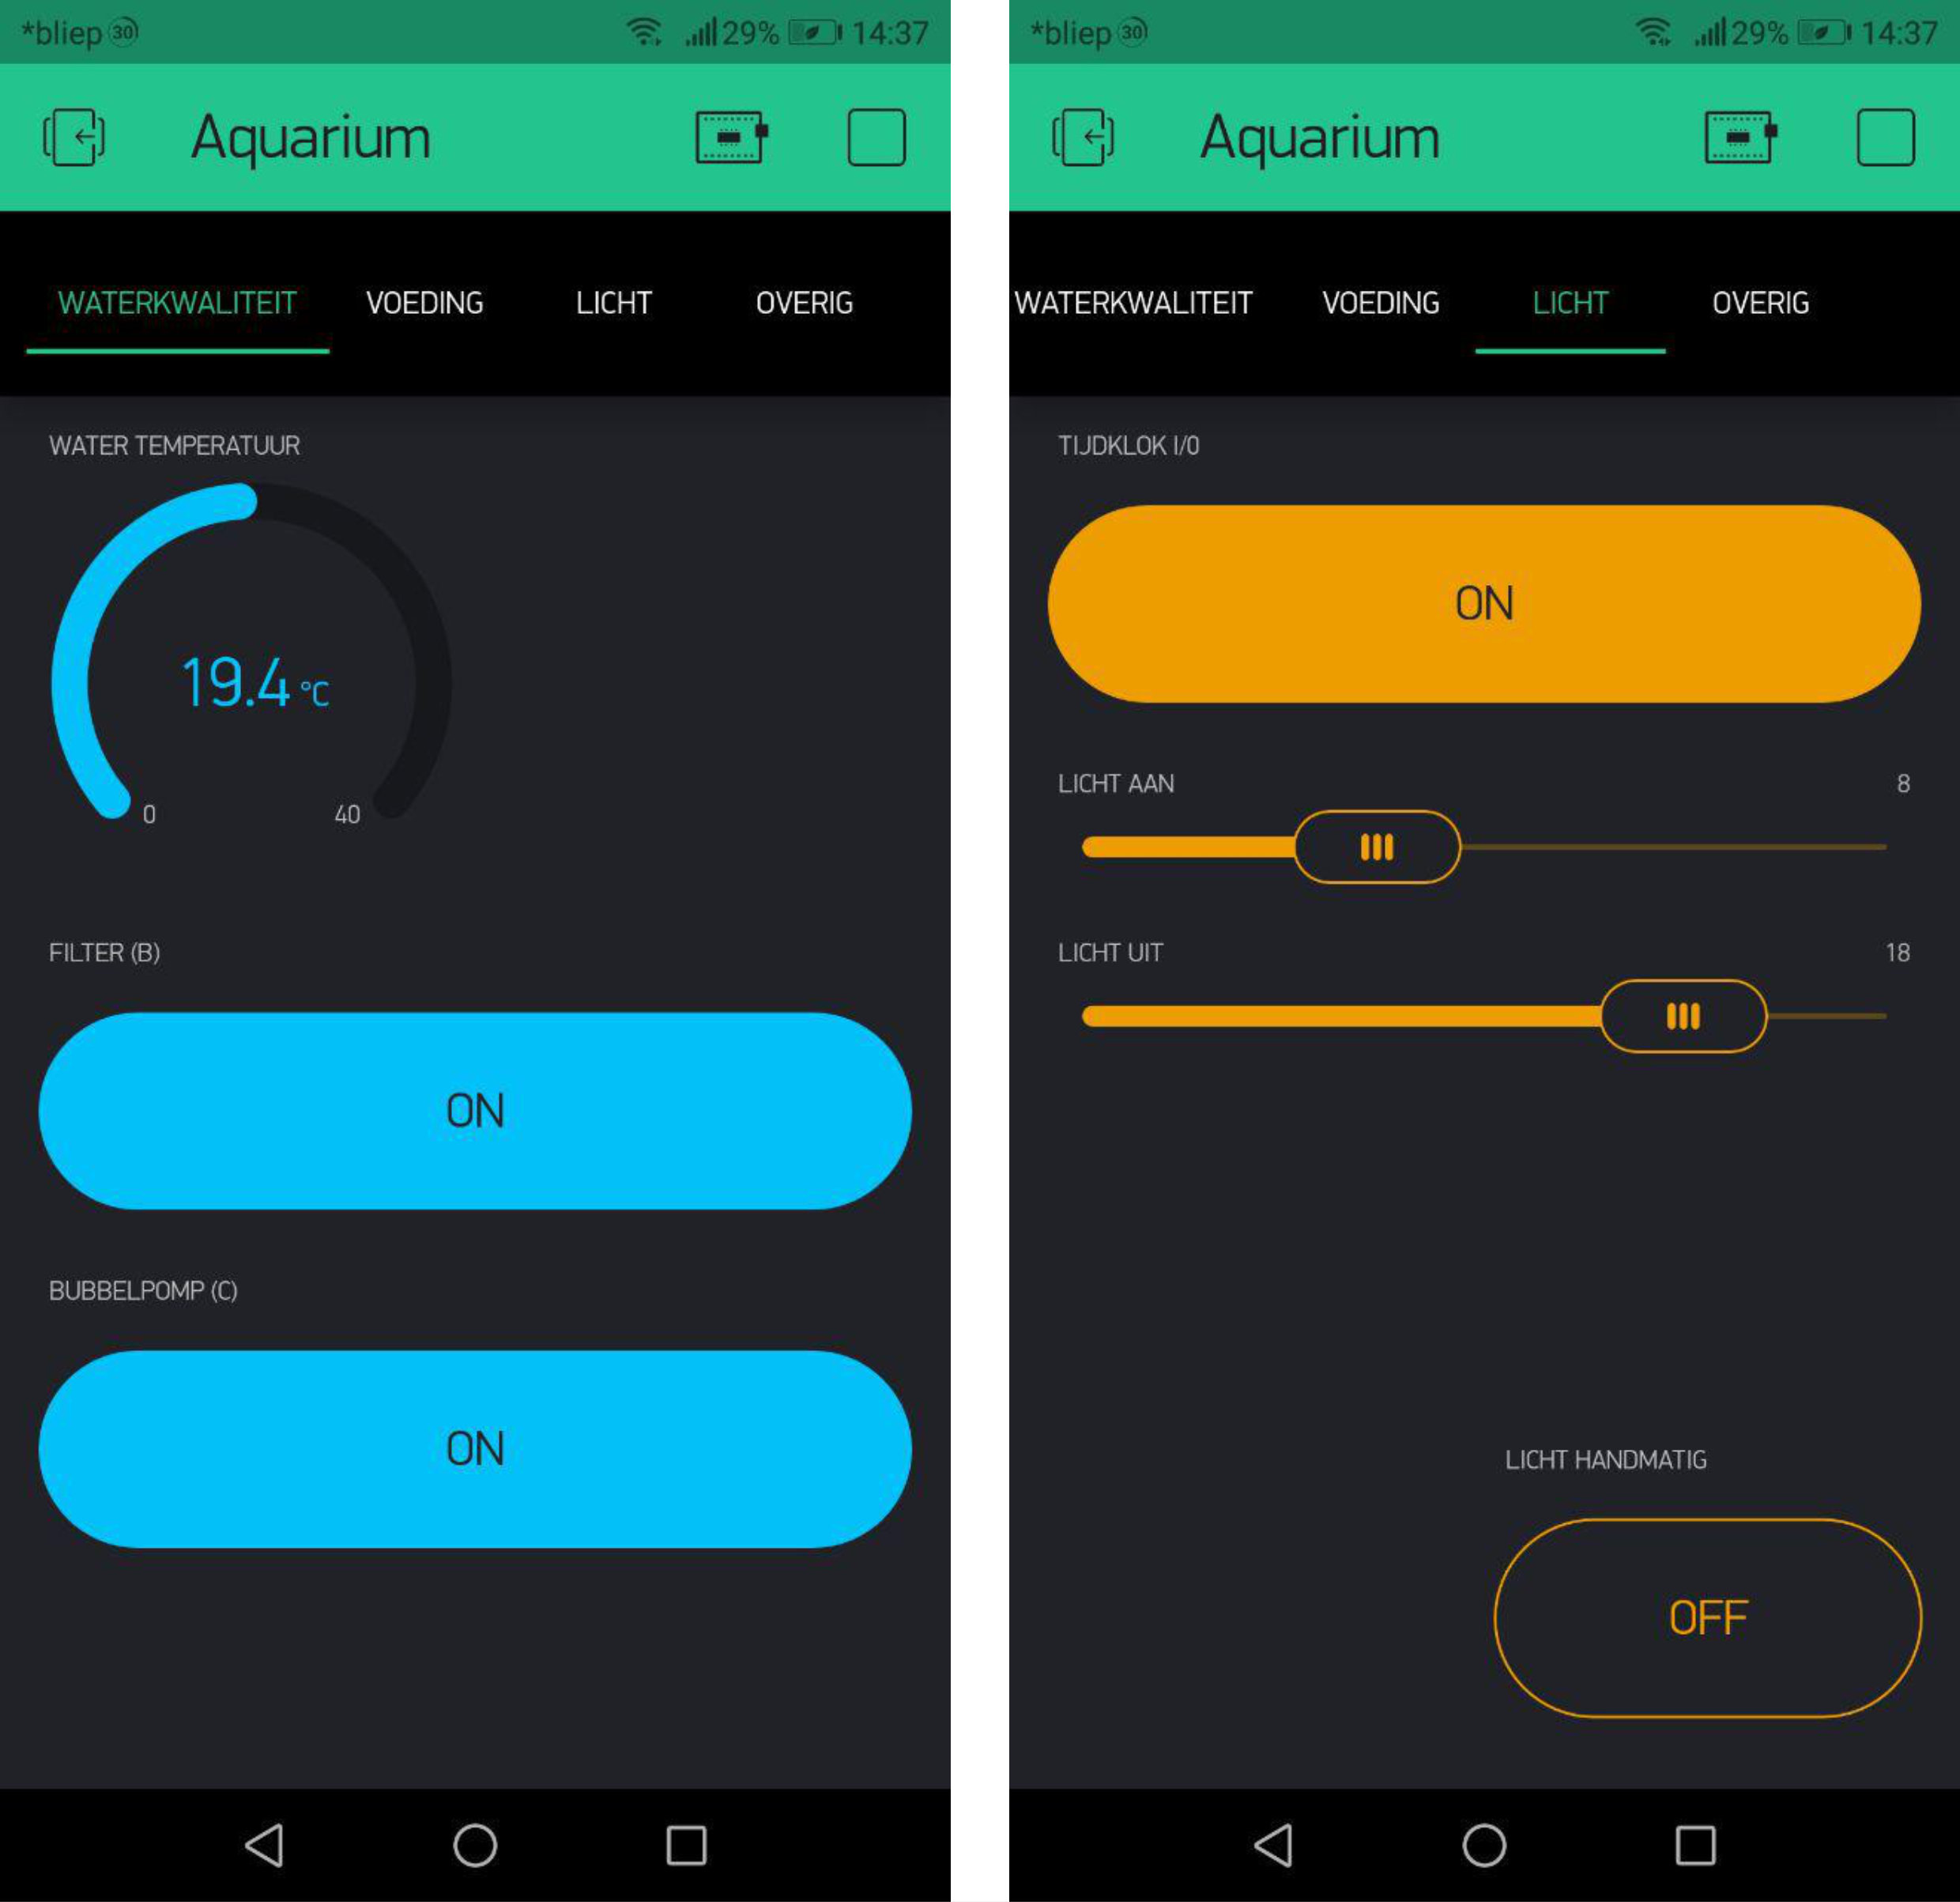 *bliep 30 29% 14:37
Aquarium
WATERKWALITEIT VOEDING LICHT OVERIG
WATER TEMPERATUUR
19.4 °C
0 40
FILTER (B)
ON
BUBBELPOMP (C)
ON
*bliep 30 29% 14:37
Aquarium
WATERKWALITEIT VOEDING LICHT OVERIG
TIJDKLOK I/0
ON
LICHT AAN 8
LICHT UIT 18
LICHT HANDMATIG
OFF